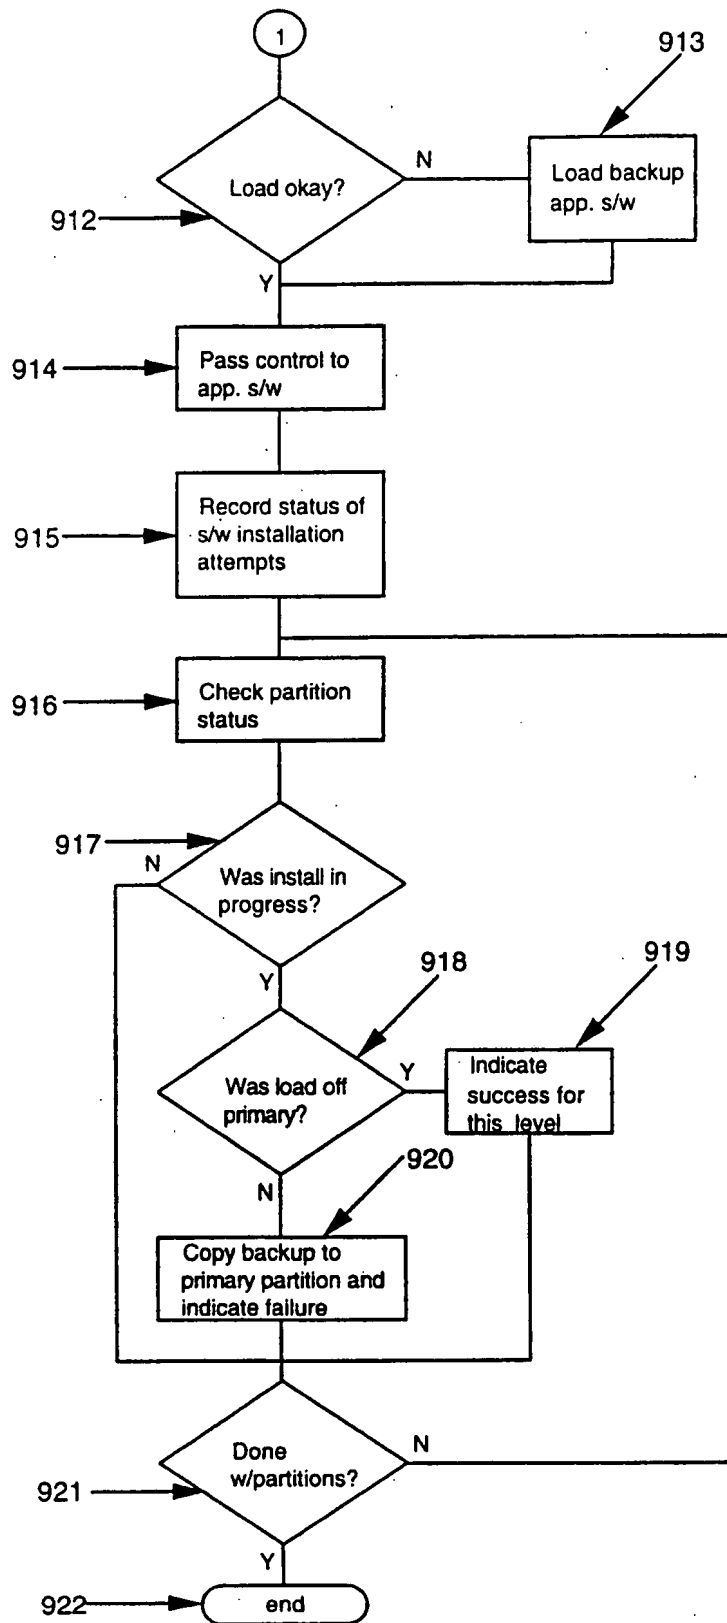 1
913
Load okay?
N
Load backup
app. s/w
912
Y
914
Pass control to
app. s/w
915
Record status of
s/w installation
attempts
916
Check partition
status
917
N
Was install in
progress?
Y
918
919
Was load off
primary?
Y
Indicate
success for
this level
N
920
Copy backup to
primary partition and
indicate failure
Done
w/partitions?
N
921
Y
922
end